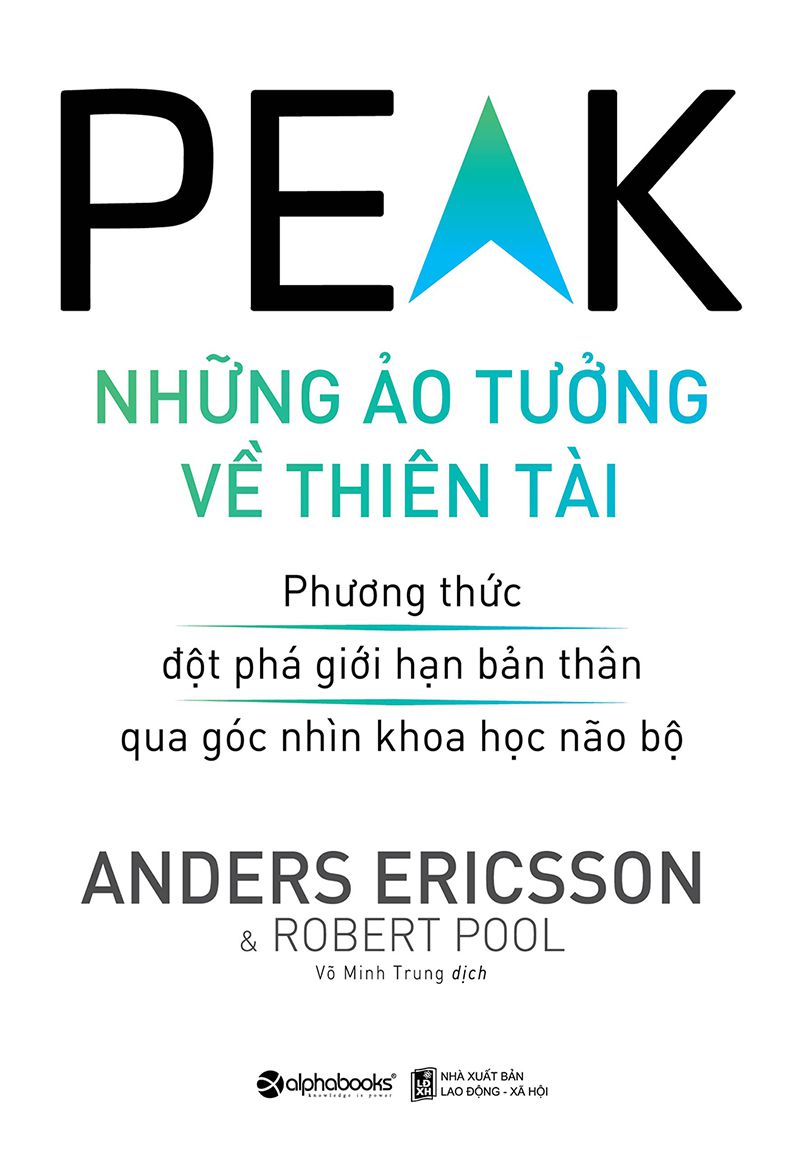 PEAK
NHỮNG ẢO TƯỞNG
VỀ THIÊN TÀI
Phương thức
đột phá giới hạn bản thân
qua góc nhìn khoa học não bộ
ANDERS ERICSSON
& ROBERT POOL
Võ Minh Trung dịch
alphabooks®
knowledge is power
LĐ
XH
NHÀ XUẤT BẢN
LAO ĐỘNG - XÃ HỘI